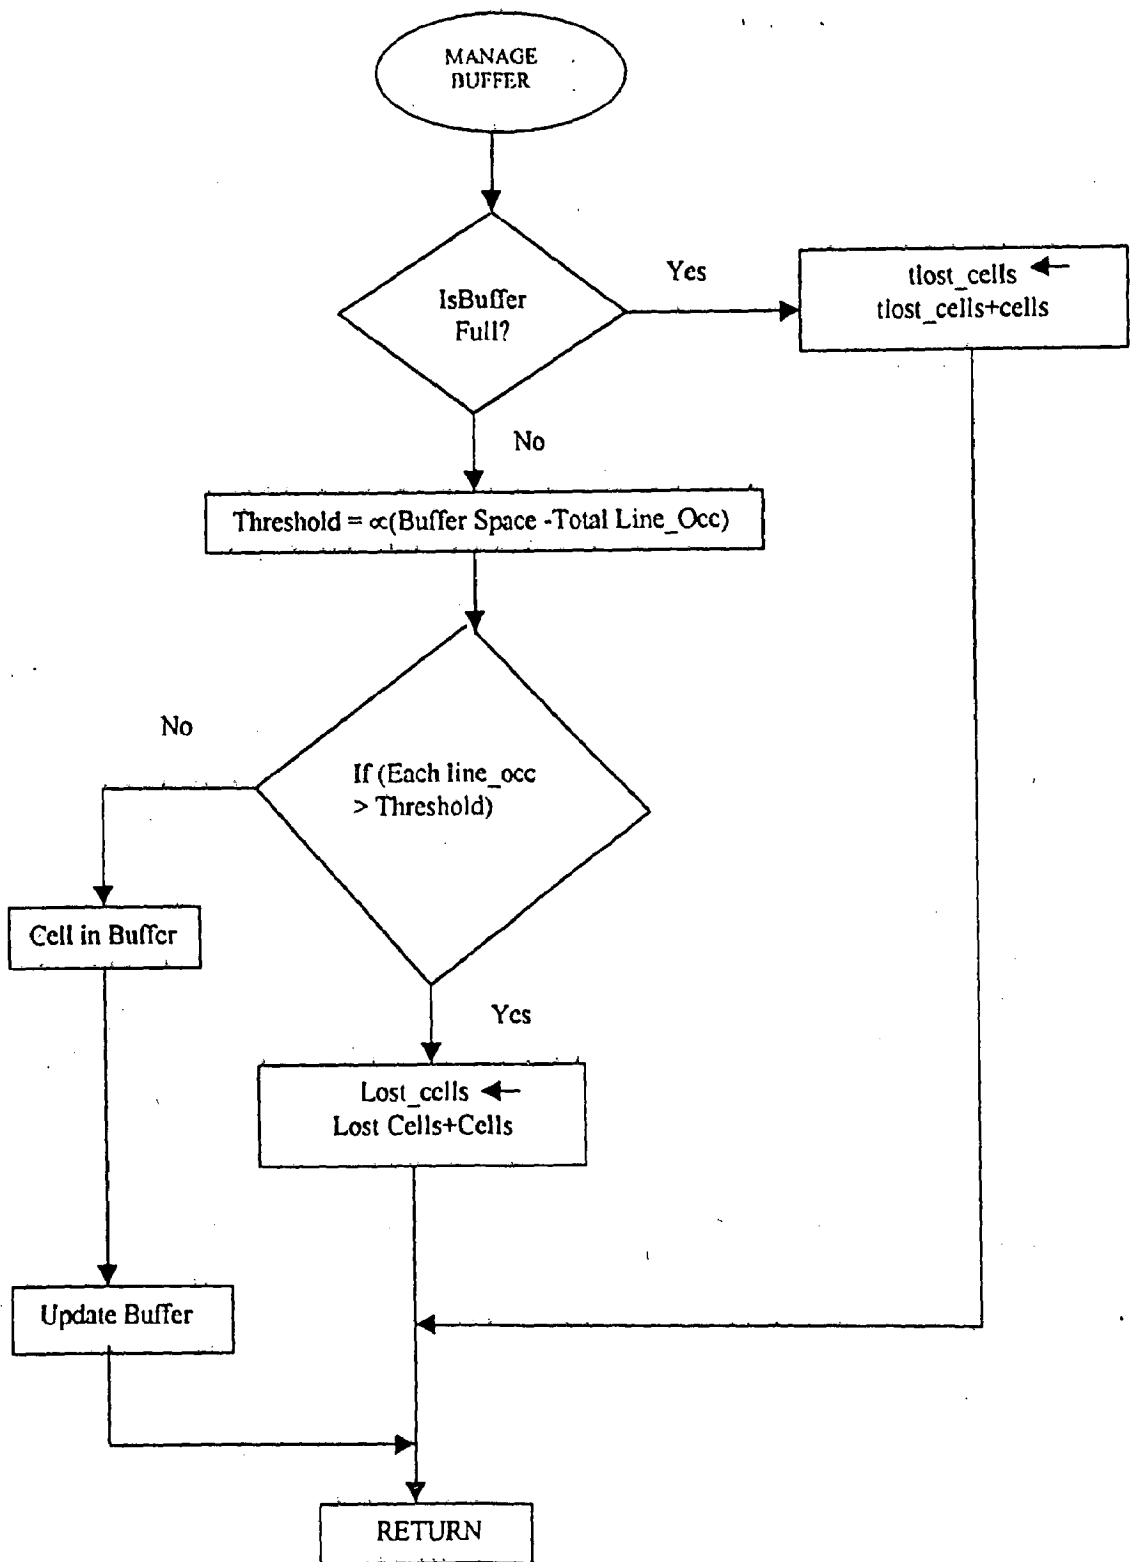 MANAGE
BUFFER
IsBuffer
Full?
Yes
tlost_cells ←
tlost_cells+cells
No
Threshold = ∝(Buffer Space -Total Line_Occ)
No
If (Each line_occ
> Threshold)
Cell in Buffer
Yes
Lost_cells ←
Lost Cells+Cells
Update Buffer
RETURN